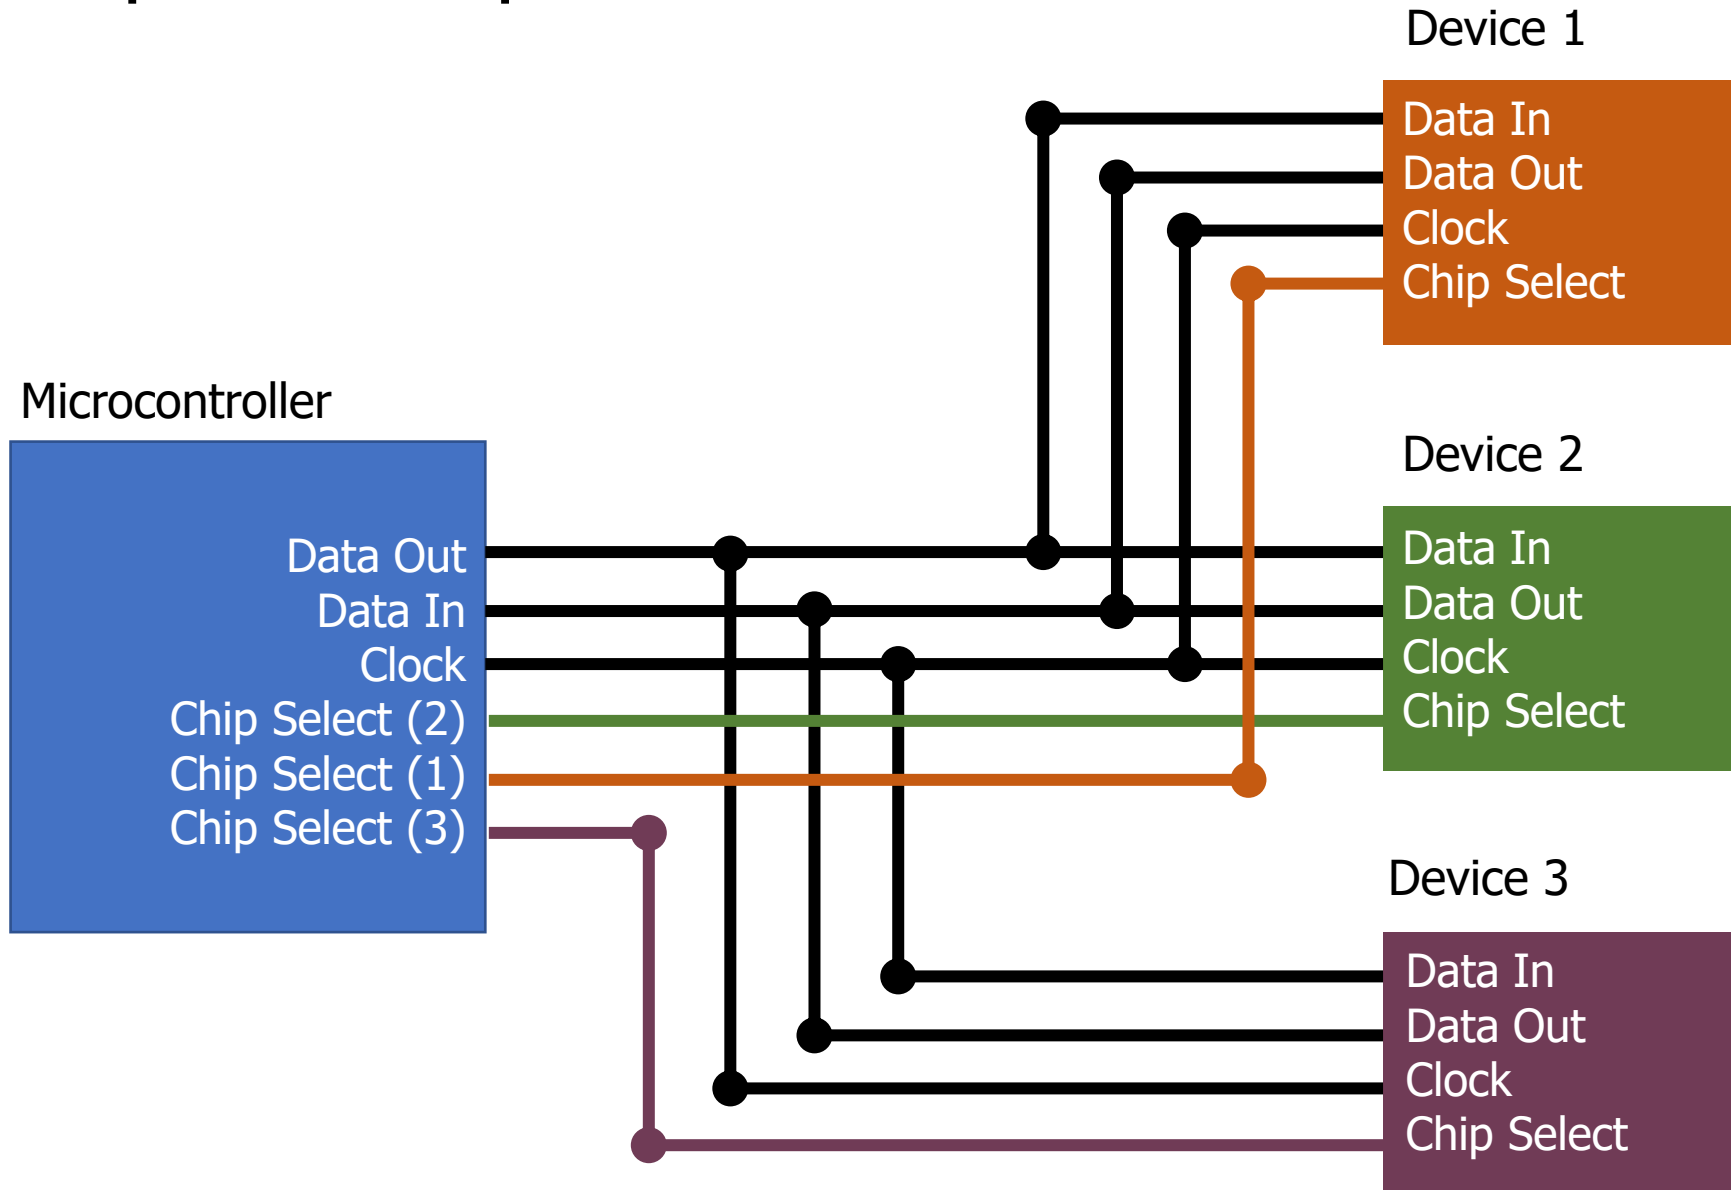 Device 1
Data In
Data Out
Clock
Chip Select
Microcontroller
Data Out
Data In
Clock
Chip Select (2)
Chip Select (1)
Chip Select (3)
Device 2
Data In
Data Out
Clock
Chip Select
Device 3
Data In
Data Out
Clock
Chip Select